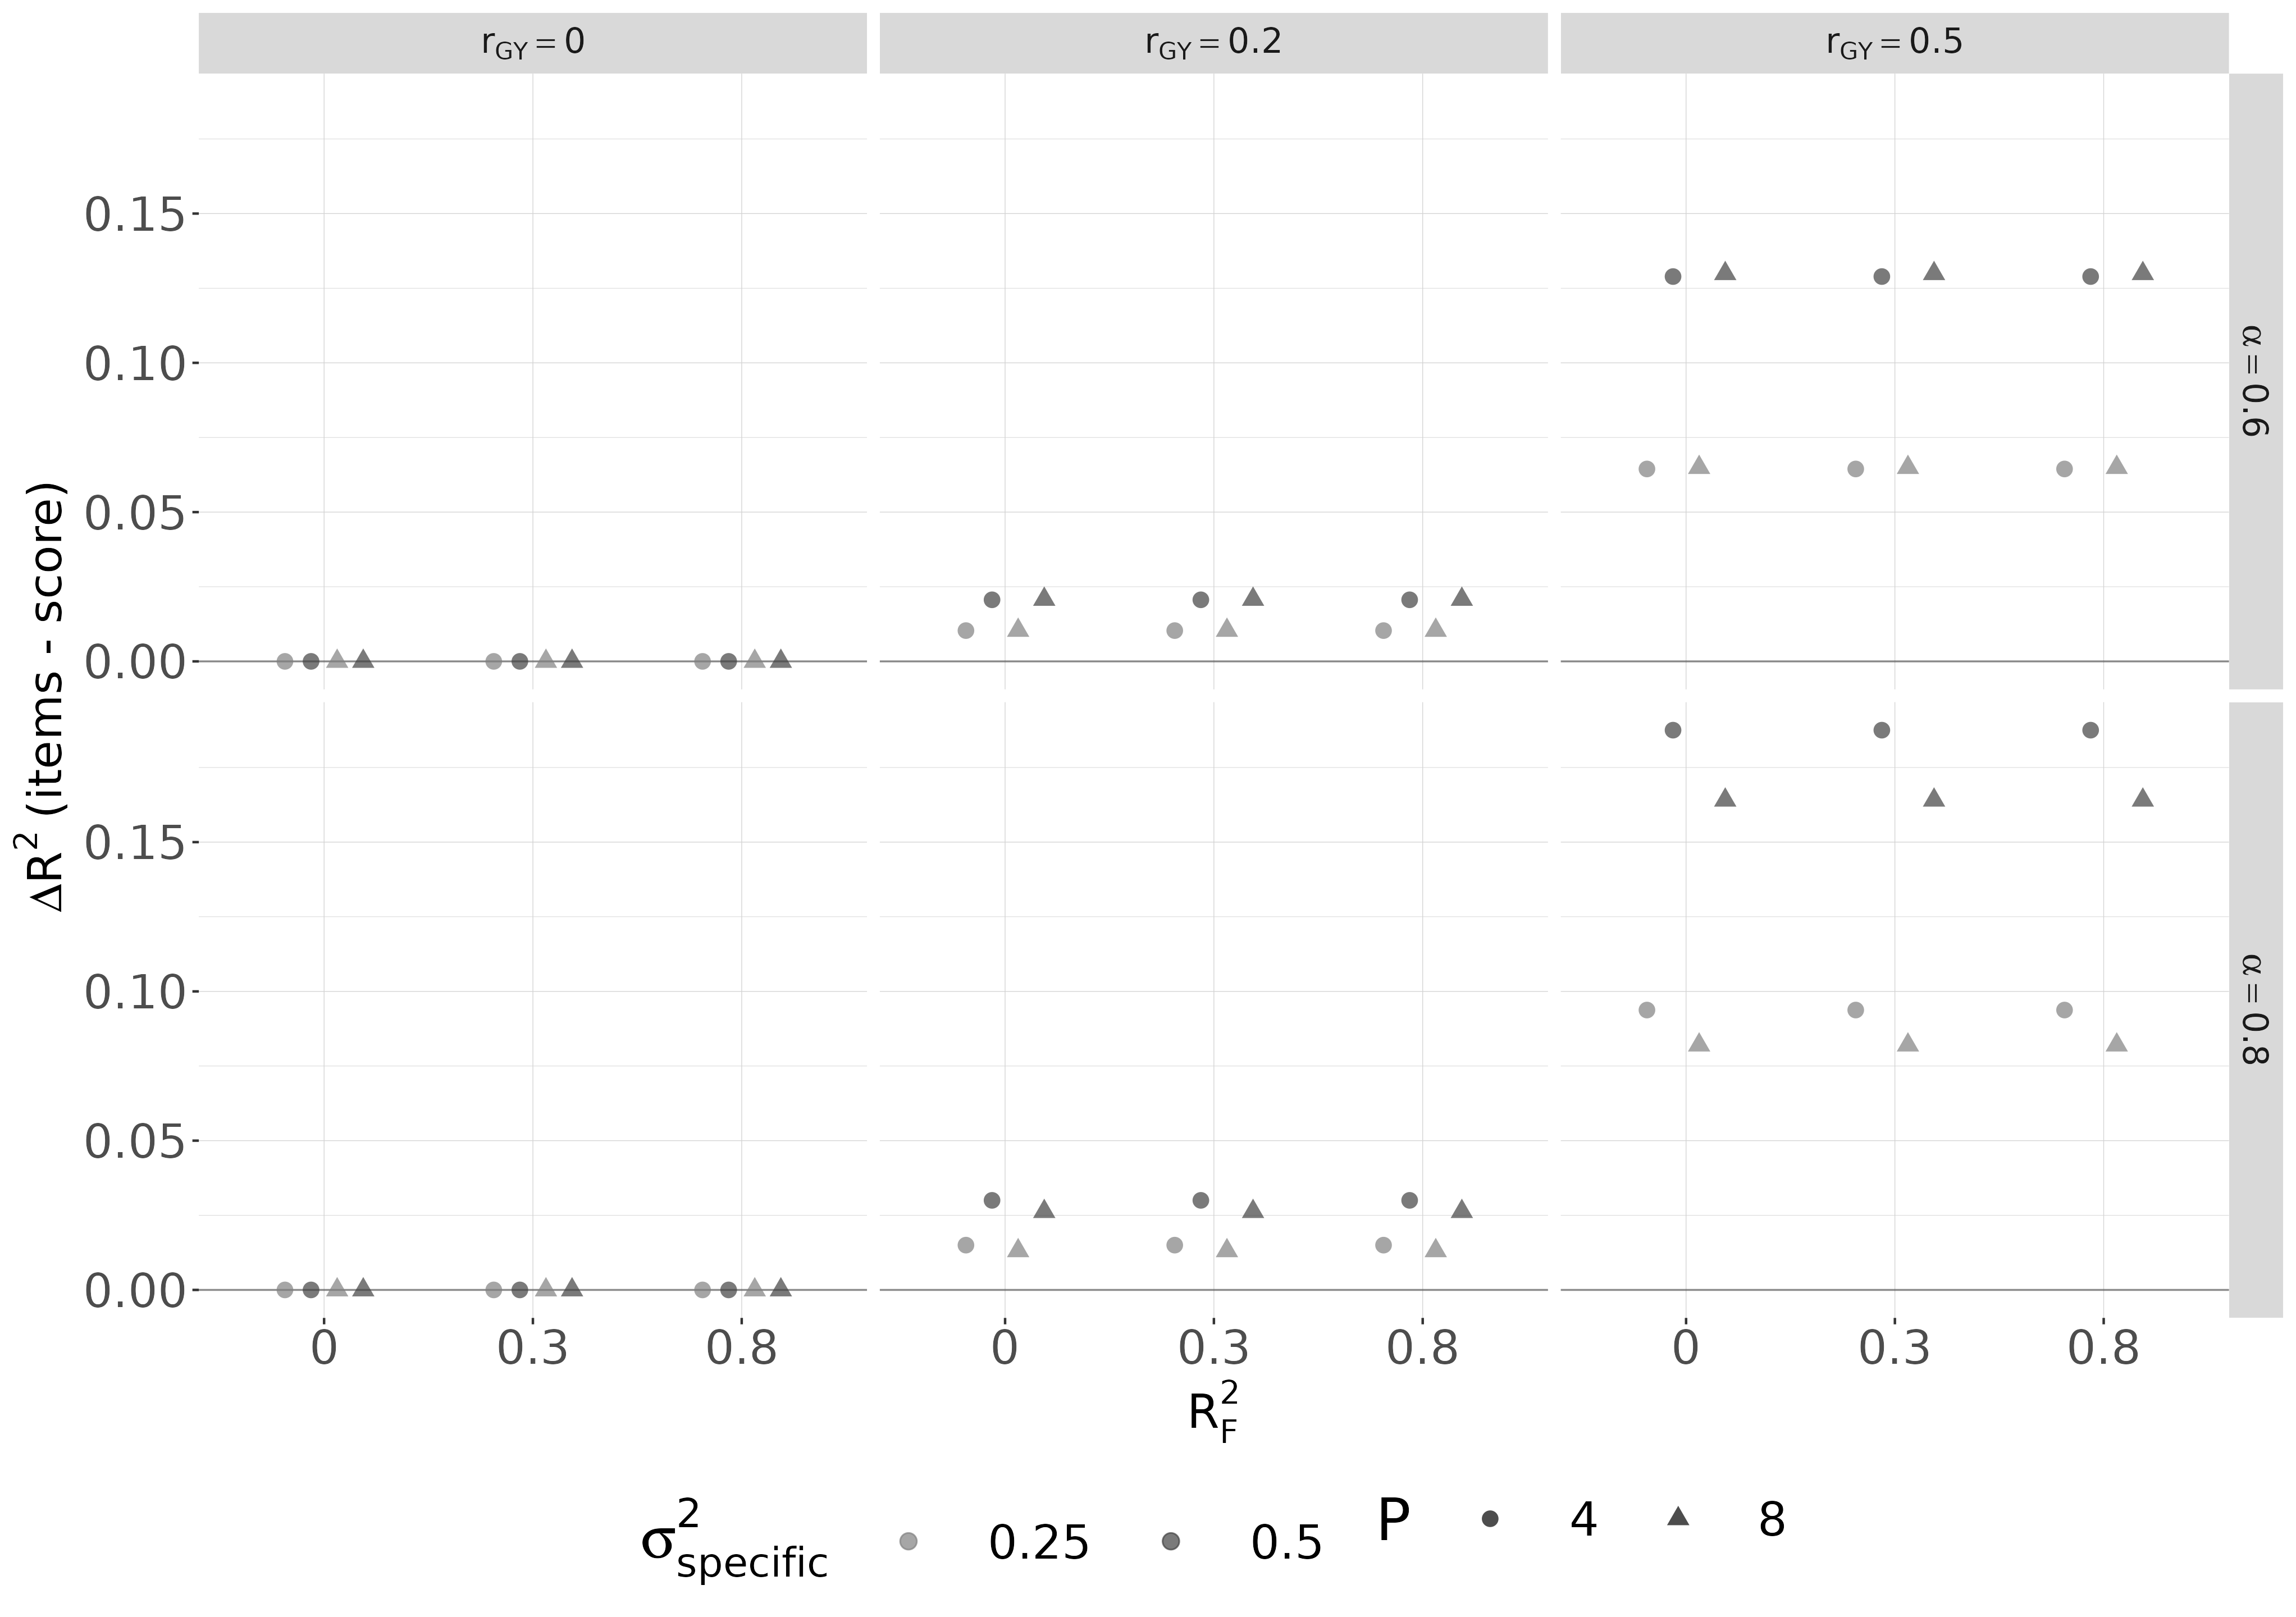 r_GY = 0
r_GY = 0.2
r_GY = 0.5
0.15
0.10
0.05
0.00
α = 0.6
ΔR² (items - score)
0.15
0.10
0.05
0.00
α = 0.8
0 0.3 0.8 0 0.3 0.8 0 0.3 0.8
R²_F
σ²_specific 0.25 0.5 P 4 8